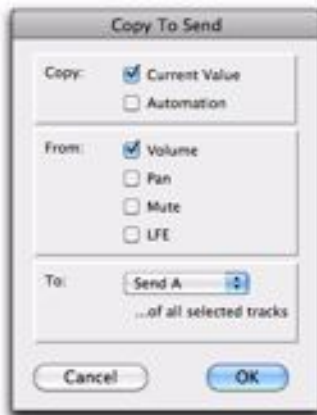 Copy To Send
Copy: Current Value
Automation
From: Volume
Pan
Mute
LFE
To: Send A
...of all selected tracks
Cancel OK